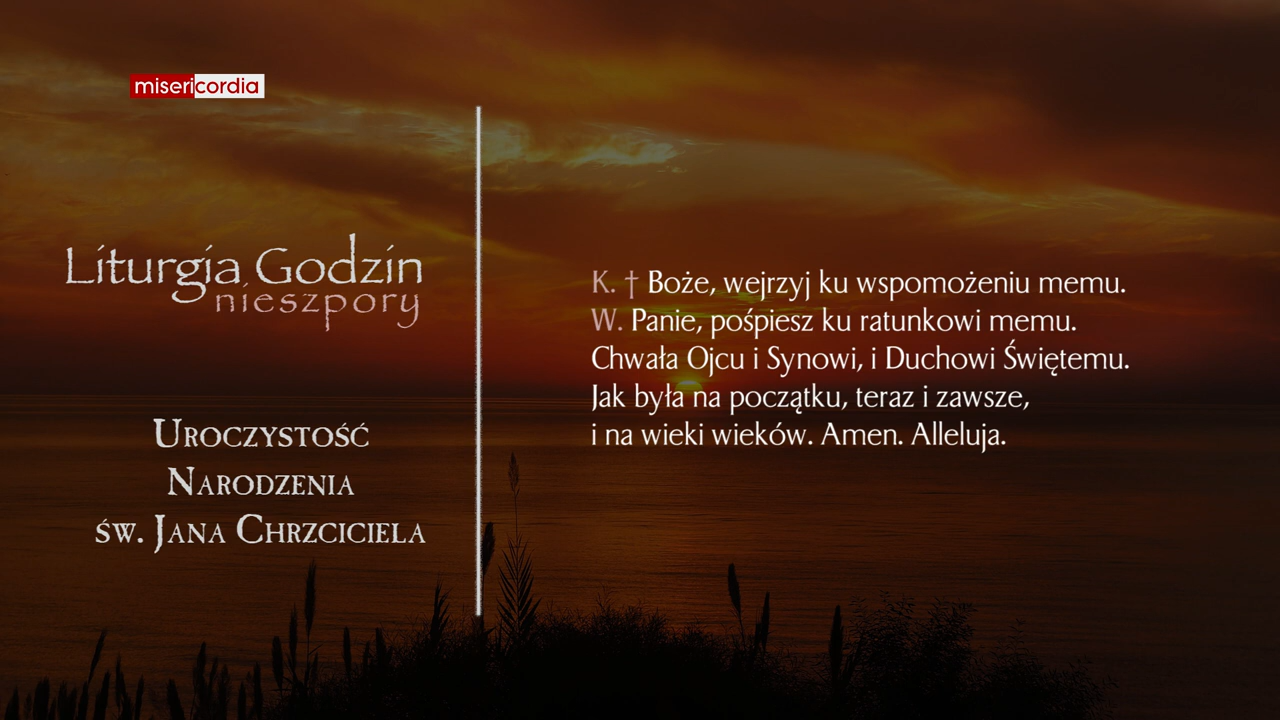 misericordia
Liturgia Godzin
nieszpory
Uroczystość
Narodzenia
św. Jana Chrzciciela
K. † Boże, wejrzyj ku wspomożeniu memu.
W. Panie, pośpiesz ku ratunkowi memu.
Chwała Ojcu i Synowi, i Duchowi Świętemu.
Jak była na początku, teraz i zawsze,
i na wieki wieków. Amen. Alleluja.